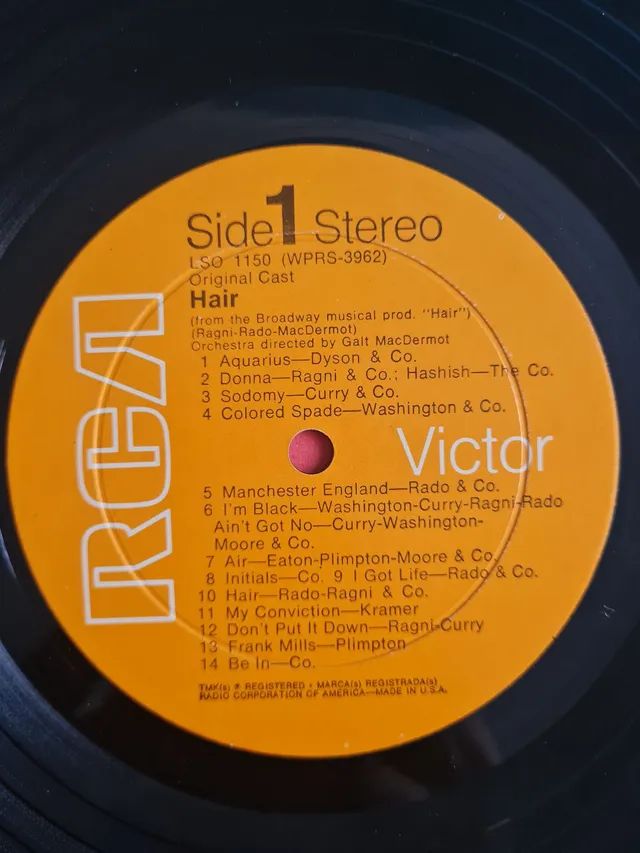 Side 1 Stereo
LSO 1150 (WPRS-3962)
Original Cast
Hair
(from the Broadway musical prod. "Hair")
(Ragni-Rado-MacDermot)
Orchestra directed by Galt MacDermot
1 Aquarius—Dyson & Co.
2 Donna—Ragni & Co.; Hashish—The Co.
3 Sodomy—Curry & Co.
4 Colored Spade—Washington & Co.
RCA
Victor
5 Manchester England—Rado & Co.
6 I'm Black—Washington-Curry-Ragni-Rado
Ain't Got No—Curry-Washington-
Moore & Co.
7 Air—Eaton-Plimpton-Moore & Co.
8 Initials—Co. 9 I Got Life—Rado & Co.
10 Hair—Rado-Ragni & Co.
11 My Conviction—Kramer
12 Don't Put It Down—Ragni-Curry
13 Frank Mills—Plimpton
14 Be In—Co.
TMK(s) ® REGISTERED • MARCA(s) REGISTRADA(s)
RADIO CORPORATION OF AMERICA—MADE IN U.S.A.